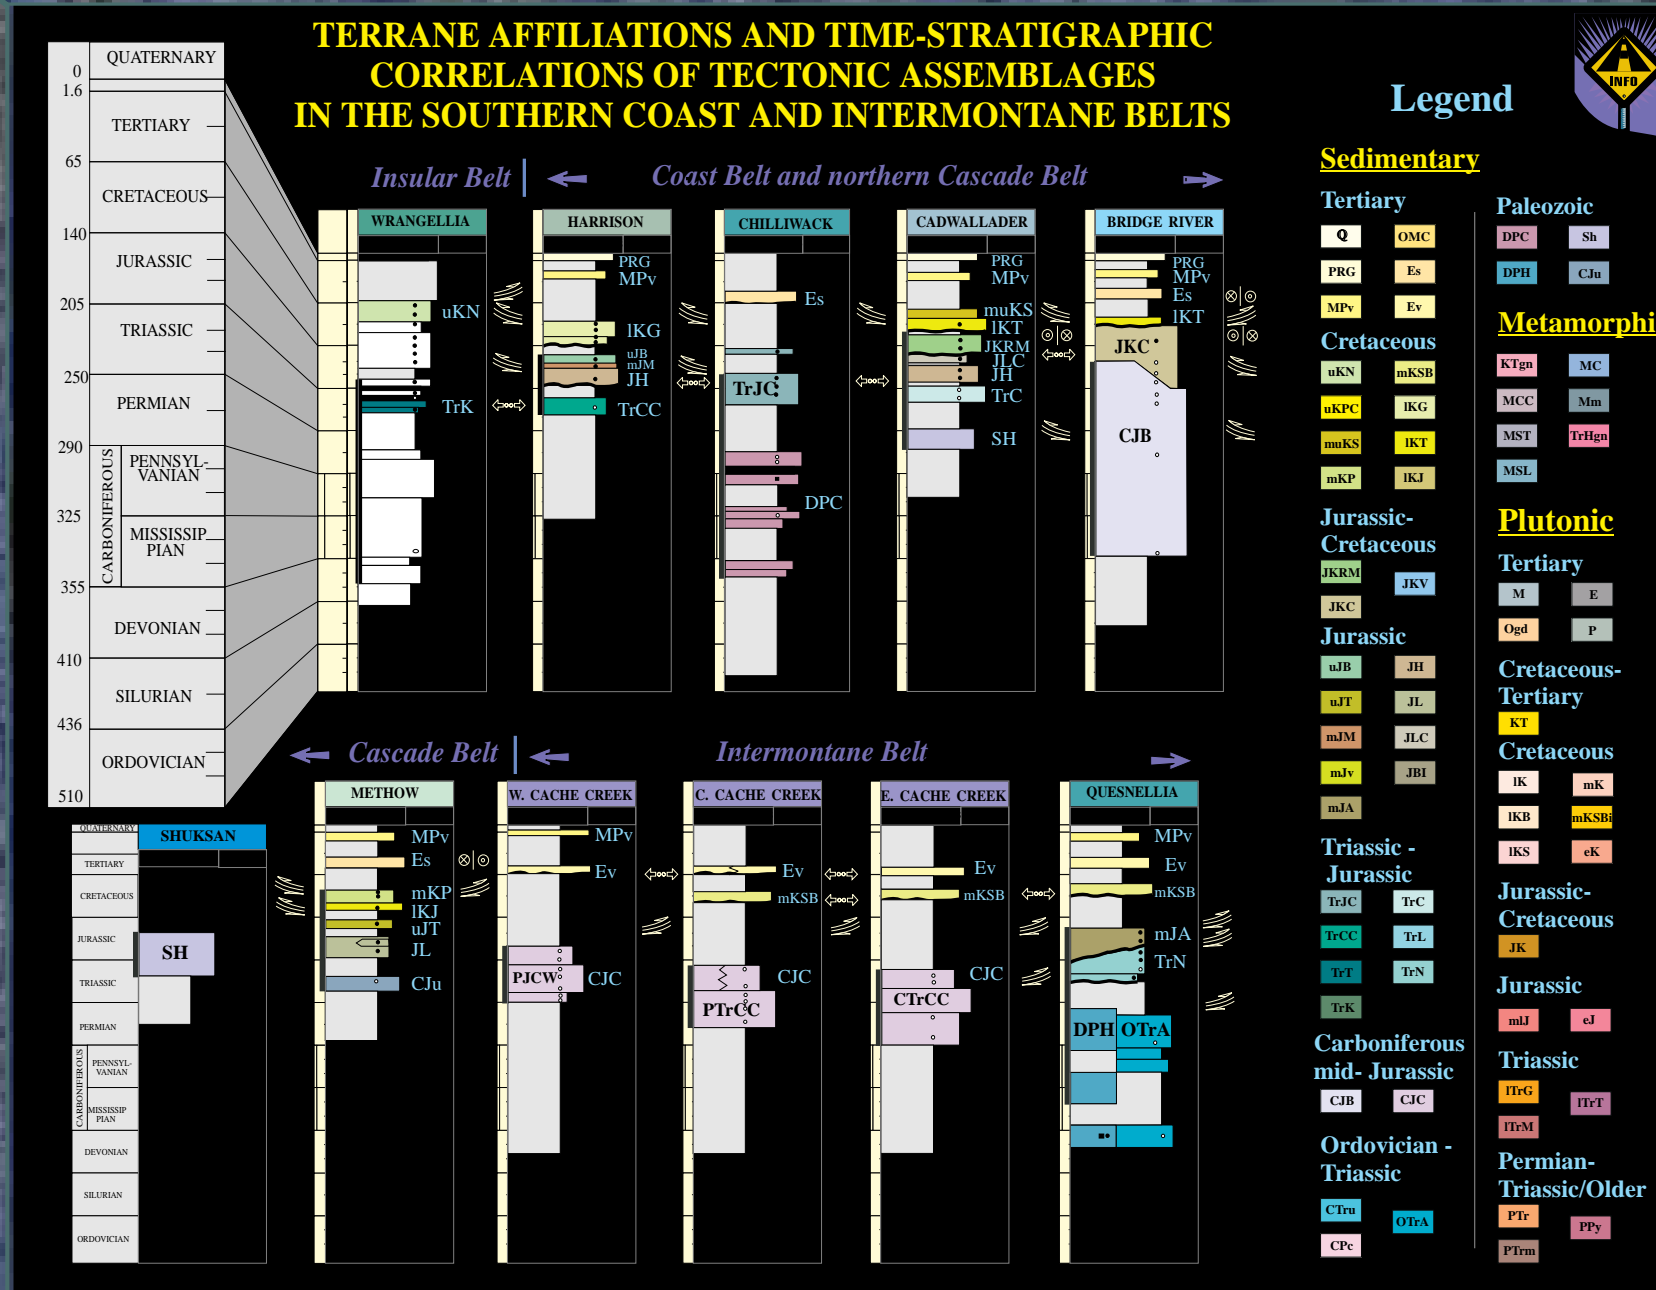 TERRANE AFFILIATIONS AND TIME-STRATIGRAPHIC
CORRELATIONS OF TECTONIC ASSEMBLAGES
IN THE SOUTHERN COAST AND INTERMONTANE BELTS
QUATERNARY
0
1.6
TERTIARY
65
CRETACEOUS
140
JURASSIC
205
TRIASSIC
250
PERMIAN
290
CARBONIFEROUS
PENNSYL-
VANIAN
325
MISSISSIP
PIAN
355
DEVONIAN
410
SILURIAN
436
ORDOVICIAN
510
Insular Belt
Coast Belt and northern Cascade Belt
WRANGELLIA
uKN
TrK
HARRISON
PRG
MPv
lKG
uJB
mJM
JH
TrCC
CHILLIWACK
Es
TrJC
DPC
CADWALLADER
PRG
MPv
muKS
lKT
JKRM
JLC
JH
TrC
SH
BRIDGE RIVER
PRG
MPv
Es
lKT
JKC
CJB
Cascade Belt
Intermontane Belt
SHUKSAN
QUATERNARY
TERTIARY
CRETACEOUS
JURASSIC
TRIASSIC
PERMIAN
CARBONIFEROUS
PENNSYL-
VANIAN
MISSISSIP
PIAN
DEVONIAN
SILURIAN
ORDOVICIAN
SH
METHOW
MPv
Es
mKP
lKJ
uJT
JL
CJu
W. CACHE CREEK
MPv
Ev
PJCW
CJC
C. CACHE CREEK
Ev
mKSB
CJC
PTrCC
E. CACHE CREEK
Ev
mKSB
CJC
CTrCC
QUESNELLIA
MPv
Ev
mKSB
mJA
TrN
DPH OTrA
INFO
Legend
Sedimentary
Tertiary
Q OMC
PRG Es
MPv Ev
Cretaceous
uKN mKSB
uKPC lKG
muKS lKT
mKP lKJ
Jurassic-
Cretaceous
JKRM JKV
JKC
Jurassic
uJB JH
uJT JL
mJM JLC
mJv JBI
mJA
Triassic -
Jurassic
TrJC TrC
TrCC TrL
TrT TrN
TrK
Carboniferous
mid- Jurassic
CJB CJC
Ordovician -
Triassic
CTru OTrA
CPc
Paleozoic
DPC Sh
DPH CJu
Metamorphi
KTgn MC
MCC Mm
MST TrHgn
MSL
Plutonic
Tertiary
M E
Ogd P
Cretaceous-
Tertiary
KT
Cretaceous
lK mK
lKB mKSBi
lKS eK
Jurassic-
Cretaceous
JK
Jurassic
mlJ eJ
Triassic
lTrG lTrT
lTrM
Permian-
Triassic/Older
PTr PPy
PTrm